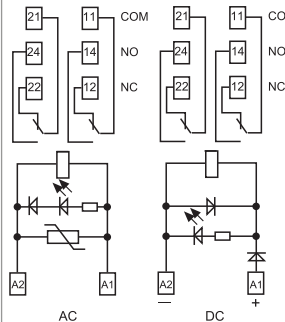 21 11 COM 21 11 CO
24 14 NO 24 14 NO
22 12 NC 22 12 NC
A2 A1 A2 A1
— +
AC DC